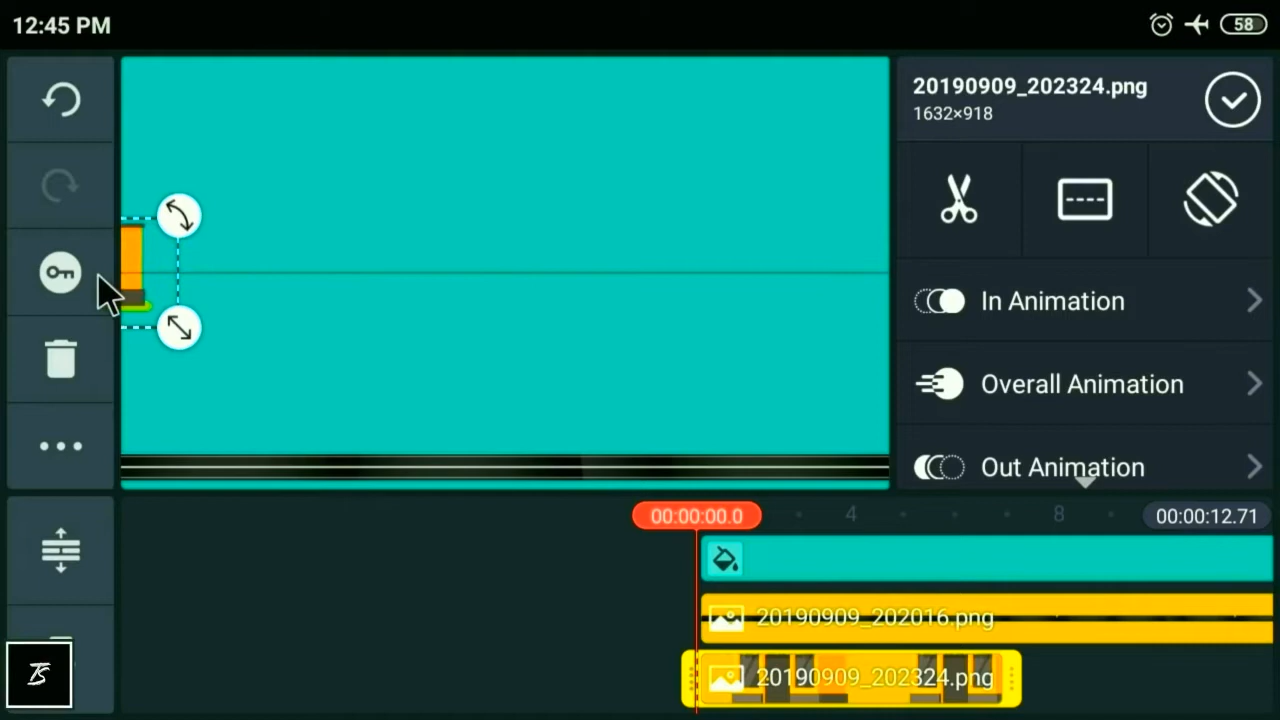 12:45 PM
58
20190909_202324.png
1632×918
In Animation
Overall Animation
Out Animation
00:00:00.0
4
8
00:00:12.71
20190909_202016.png
20190909_202324.png
TS